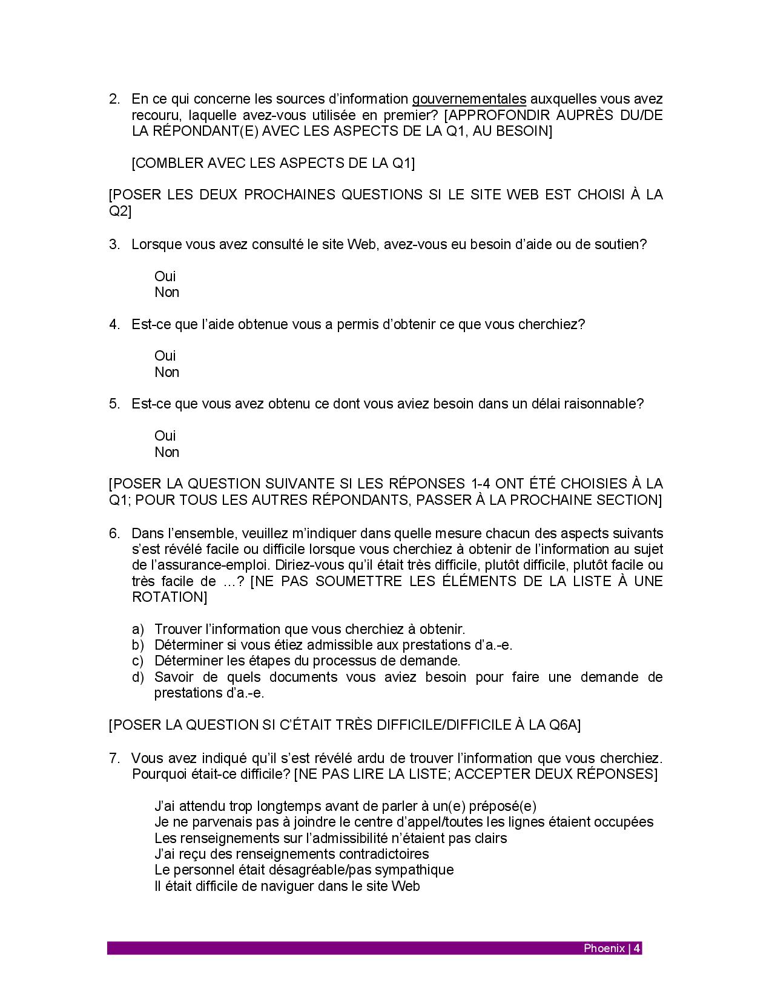 2. En ce qui concerne les sources d’information gouvernementales auxquelles vous avez
recouru, laquelle avez-vous utilisée en premier? [APPROFONDIR AUPRÈS DU/DE
LA RÉPONDANT(E) AVEC LES ASPECTS DE LA Q1, AU BESOIN]
[COMBLER AVEC LES ASPECTS DE LA Q1]
[POSER LES DEUX PROCHAINES QUESTIONS SI LE SITE WEB EST CHOISI À LA
Q2]
3. Lorsque vous avez consulté le site Web, avez-vous eu besoin d’aide ou de soutien?
Oui
Non
4. Est-ce que l’aide obtenue vous a permis d’obtenir ce que vous cherchiez?
Oui
Non
5. Est-ce que vous avez obtenu ce dont vous aviez besoin dans un délai raisonnable?
Oui
Non
[POSER LA QUESTION SUIVANTE SI LES RÉPONSES 1-4 ONT ÉTÉ CHOISIES À LA
Q1; POUR TOUS LES AUTRES RÉPONDANTS, PASSER À LA PROCHAINE SECTION]
6. Dans l’ensemble, veuillez m’indiquer dans quelle mesure chacun des aspects suivants
s’est révélé facile ou difficile lorsque vous cherchiez à obtenir de l’information au sujet
de l’assurance-emploi. Diriez-vous qu’il était très difficile, plutôt difficile, plutôt facile ou
très facile de …? [NE PAS SOUMETTRE LES ÉLÉMENTS DE LA LISTE À UNE
ROTATION]
a) Trouver l’information que vous cherchiez à obtenir.
b) Déterminer si vous étiez admissible aux prestations d’a.-e.
c) Déterminer les étapes du processus de demande.
d) Savoir de quels documents vous aviez besoin pour faire une demande de
prestations d’a.-e.
[POSER LA QUESTION SI C’ÉTAIT TRÈS DIFFICILE/DIFFICILE À LA Q6A]
7. Vous avez indiqué qu’il s’est révélé ardu de trouver l’information que vous cherchiez.
Pourquoi était-ce difficile? [NE PAS LIRE LA LISTE; ACCEPTER DEUX RÉPONSES]
J’ai attendu trop longtemps avant de parler à un(e) préposé(e)
Je ne parvenais pas à joindre le centre d’appel/toutes les lignes étaient occupées
Les renseignements sur l’admissibilité n’étaient pas clairs
J’ai reçu des renseignements contradictoires
Le personnel était désagréable/pas sympathique
Il était difficile de naviguer dans le site Web
Phoenix | 4